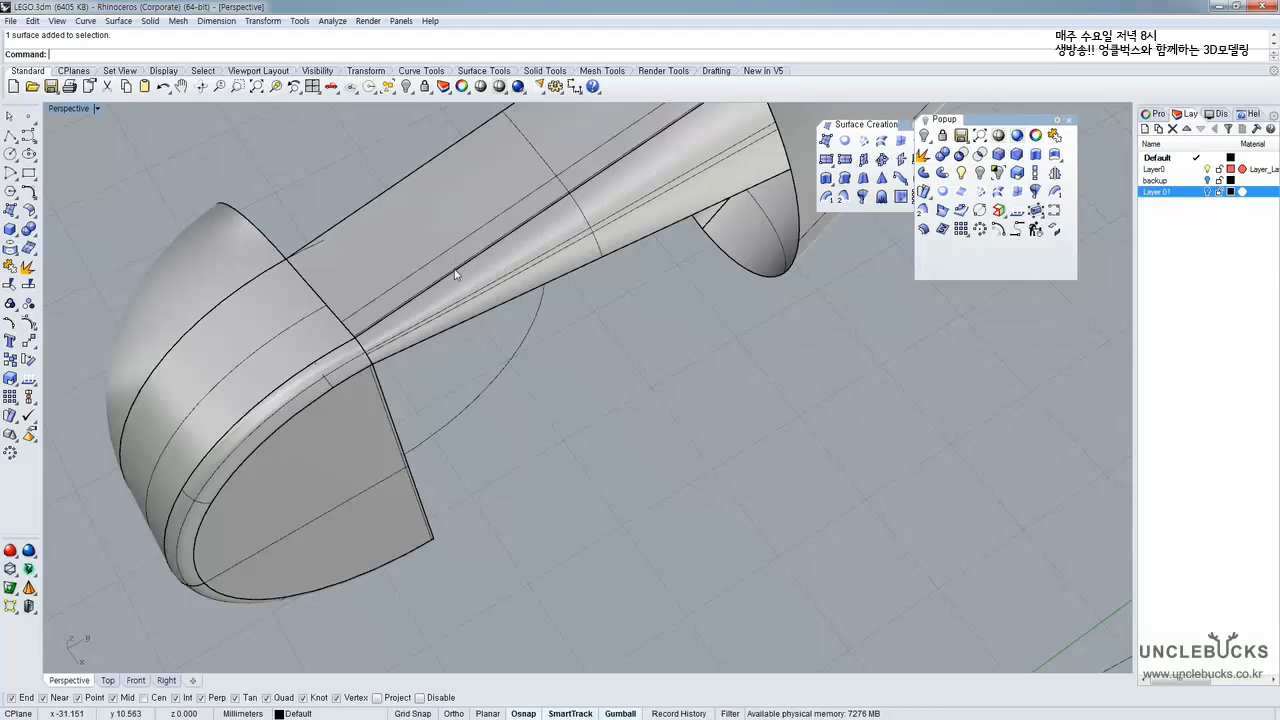 LEGO.3dm (6405 KB) - Rhinoceros (Corporate) (64-bit) - [Perspective]
File Edit View Curve Surface Solid Mesh Dimension Transform Tools Analyze Render Panels Help
1 surface added to selection.
Command:
매주 수요일 저녁 8시
생방송!! 엉클벅스와 함께하는 3D모델링
Standard CPlanes Set View Display Select Viewport Layout Visibility Transform Curve Tools Surface Tools Solid Tools Mesh Tools Render Tools Drafting New in V5
Perspective
Surface Creation
Popup
Pro Lay Dis Hel
Name Material
Default
Layer0 Layer_La
backup
Layer 01
z y
x
UNCLEBUCKS
www.unclebucks.co.kr
Perspective Top Front Right
End Near Point Mid Cen Int Perp Tan Quad Knot Vertex Project Disable
CPlane x -31.151 y 10.563 z 0.000 Millimeters Default Grid Snap Ortho Planar Osnap SmartTrack Gumball Record History Filter Available physical memory: 7276 MB